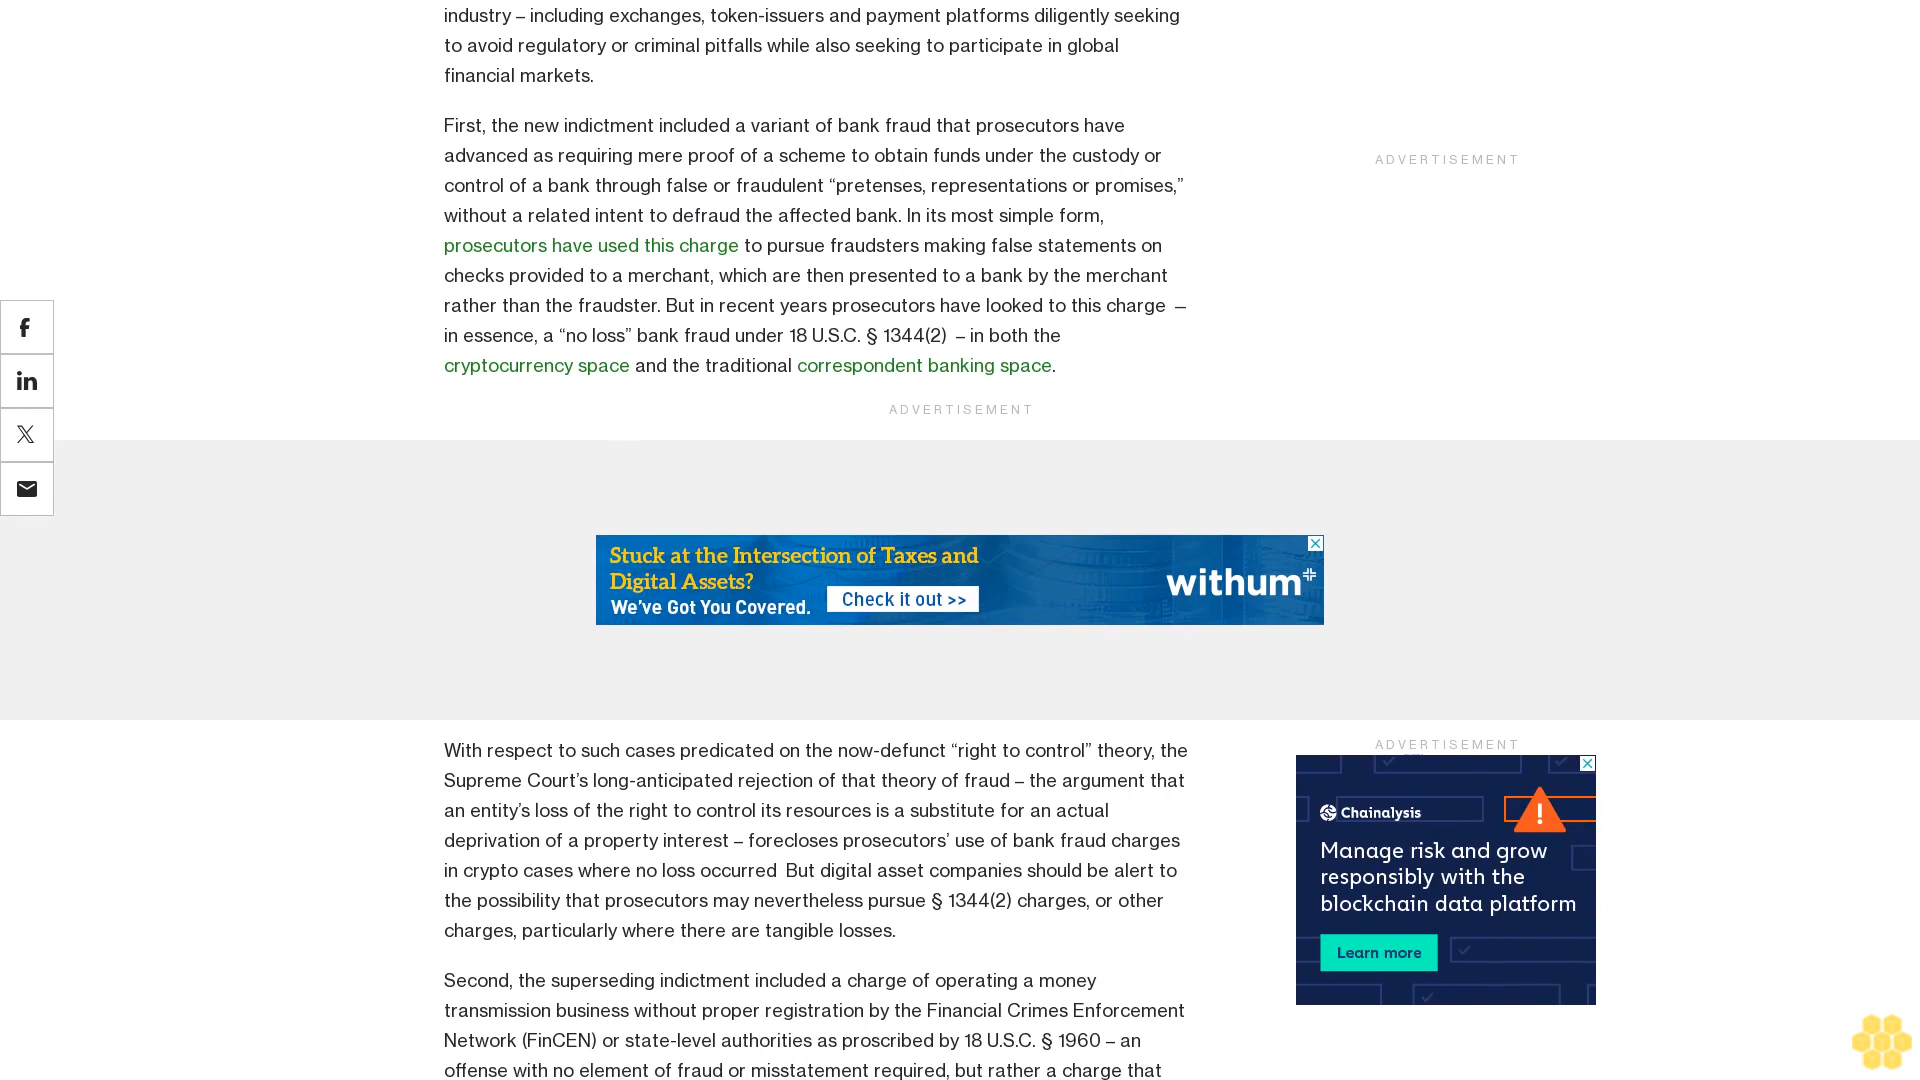 industry – including exchanges, token-issuers and payment platforms diligently seeking
to avoid regulatory or criminal pitfalls while also seeking to participate in global
financial markets.
First, the new indictment included a variant of bank fraud that prosecutors have
advanced as requiring mere proof of a scheme to obtain funds under the custody or
control of a bank through false or fraudulent “pretenses, representations or promises,”
without a related intent to defraud the affected bank. In its most simple form,
prosecutors have used this charge to pursue fraudsters making false statements on
checks provided to a merchant, which are then presented to a bank by the merchant
rather than the fraudster. But in recent years prosecutors have looked to this charge —
in essence, a “no loss” bank fraud under 18 U.S.C. § 1344(2) – in both the
cryptocurrency space and the traditional correspondent banking space.
ADVERTISEMENT
ADVERTISEMENT
Stuck at the Intersection of Taxes and
Digital Assets?
We’ve Got You Covered.
Check it out >>
withum
With respect to such cases predicated on the now-defunct “right to control” theory, the
Supreme Court’s long-anticipated rejection of that theory of fraud – the argument that
an entity’s loss of the right to control its resources is a substitute for an actual
deprivation of a property interest – forecloses prosecutors’ use of bank fraud charges
in crypto cases where no loss occurred But digital asset companies should be alert to
the possibility that prosecutors may nevertheless pursue § 1344(2) charges, or other
charges, particularly where there are tangible losses.
Second, the superseding indictment included a charge of operating a money
transmission business without proper registration by the Financial Crimes Enforcement
Network (FinCEN) or state-level authorities as proscribed by 18 U.S.C. § 1960 – an
offense with no element of fraud or misstatement required, but rather a charge that
ADVERTISEMENT
Chainalysis
Manage risk and grow
responsibly with the
blockchain data platform
Learn more